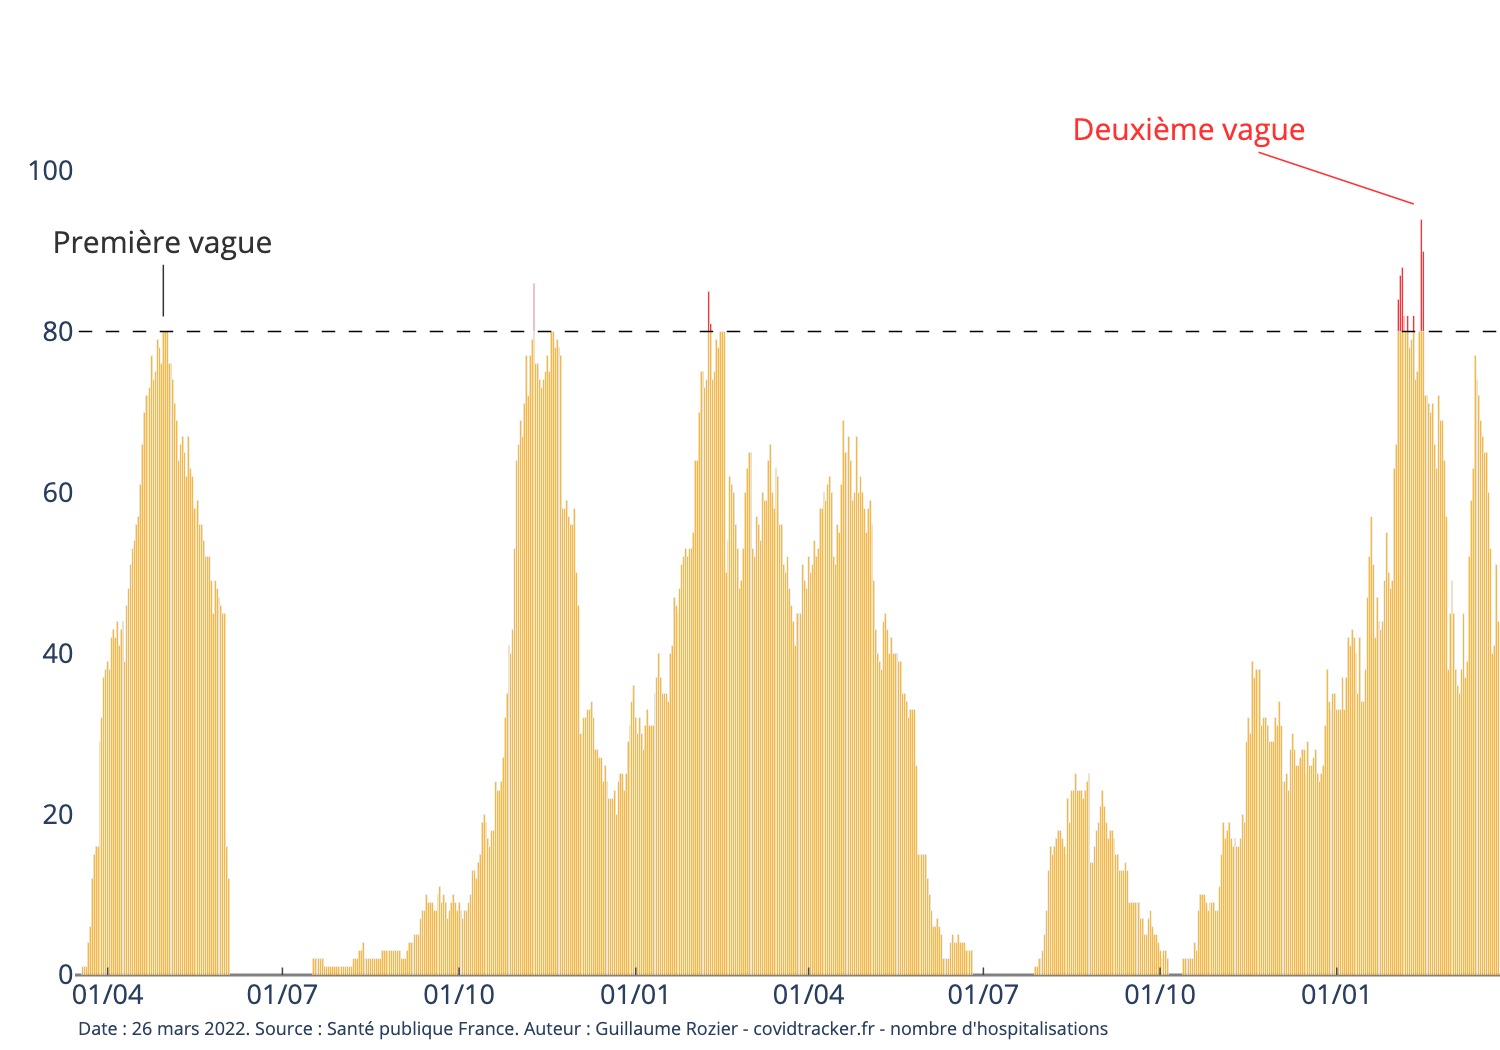 Deuxième vague
100
Première vague
80
60
40
20
0
01/04 01/07 01/10 01/01 01/04 01/07 01/10 01/01
Date : 26 mars 2022. Source : Santé publique France. Auteur : Guillaume Rozier - covidtracker.fr - nombre d'hospitalisations